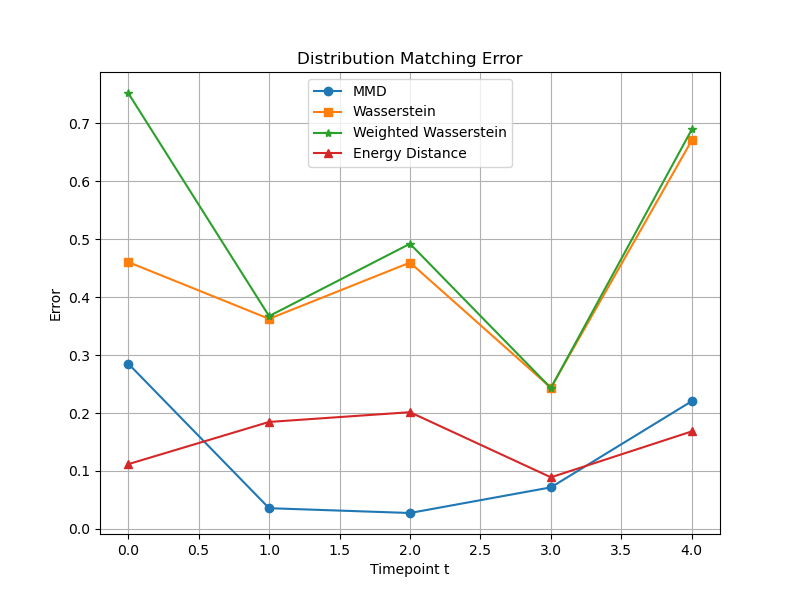 Distribution Matching Error
MMD
Wasserstein
Weighted Wasserstein
Energy Distance
Error
0.7
0.6
0.5
0.4
0.3
0.2
0.1
0.0
0.0 0.5 1.0 1.5 2.0 2.5 3.0 3.5 4.0
Timepoint t